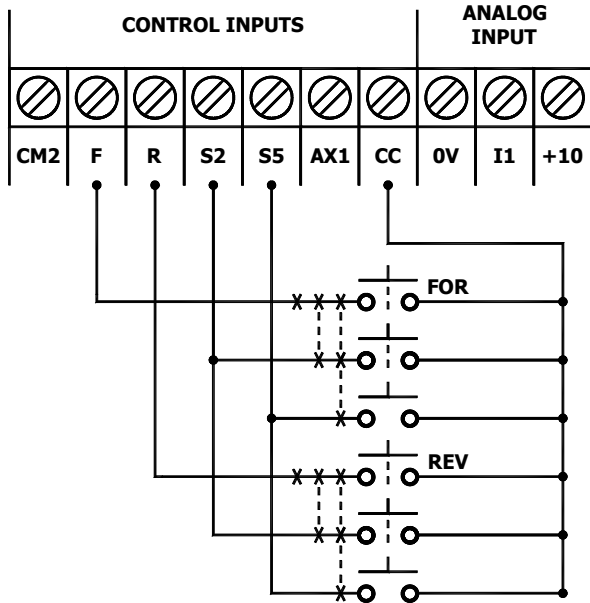 CONTROL INPUTS
ANALOG
INPUT
CM2 F R S2 S5 AX1 CC 0V I1 +10
FOR
REV